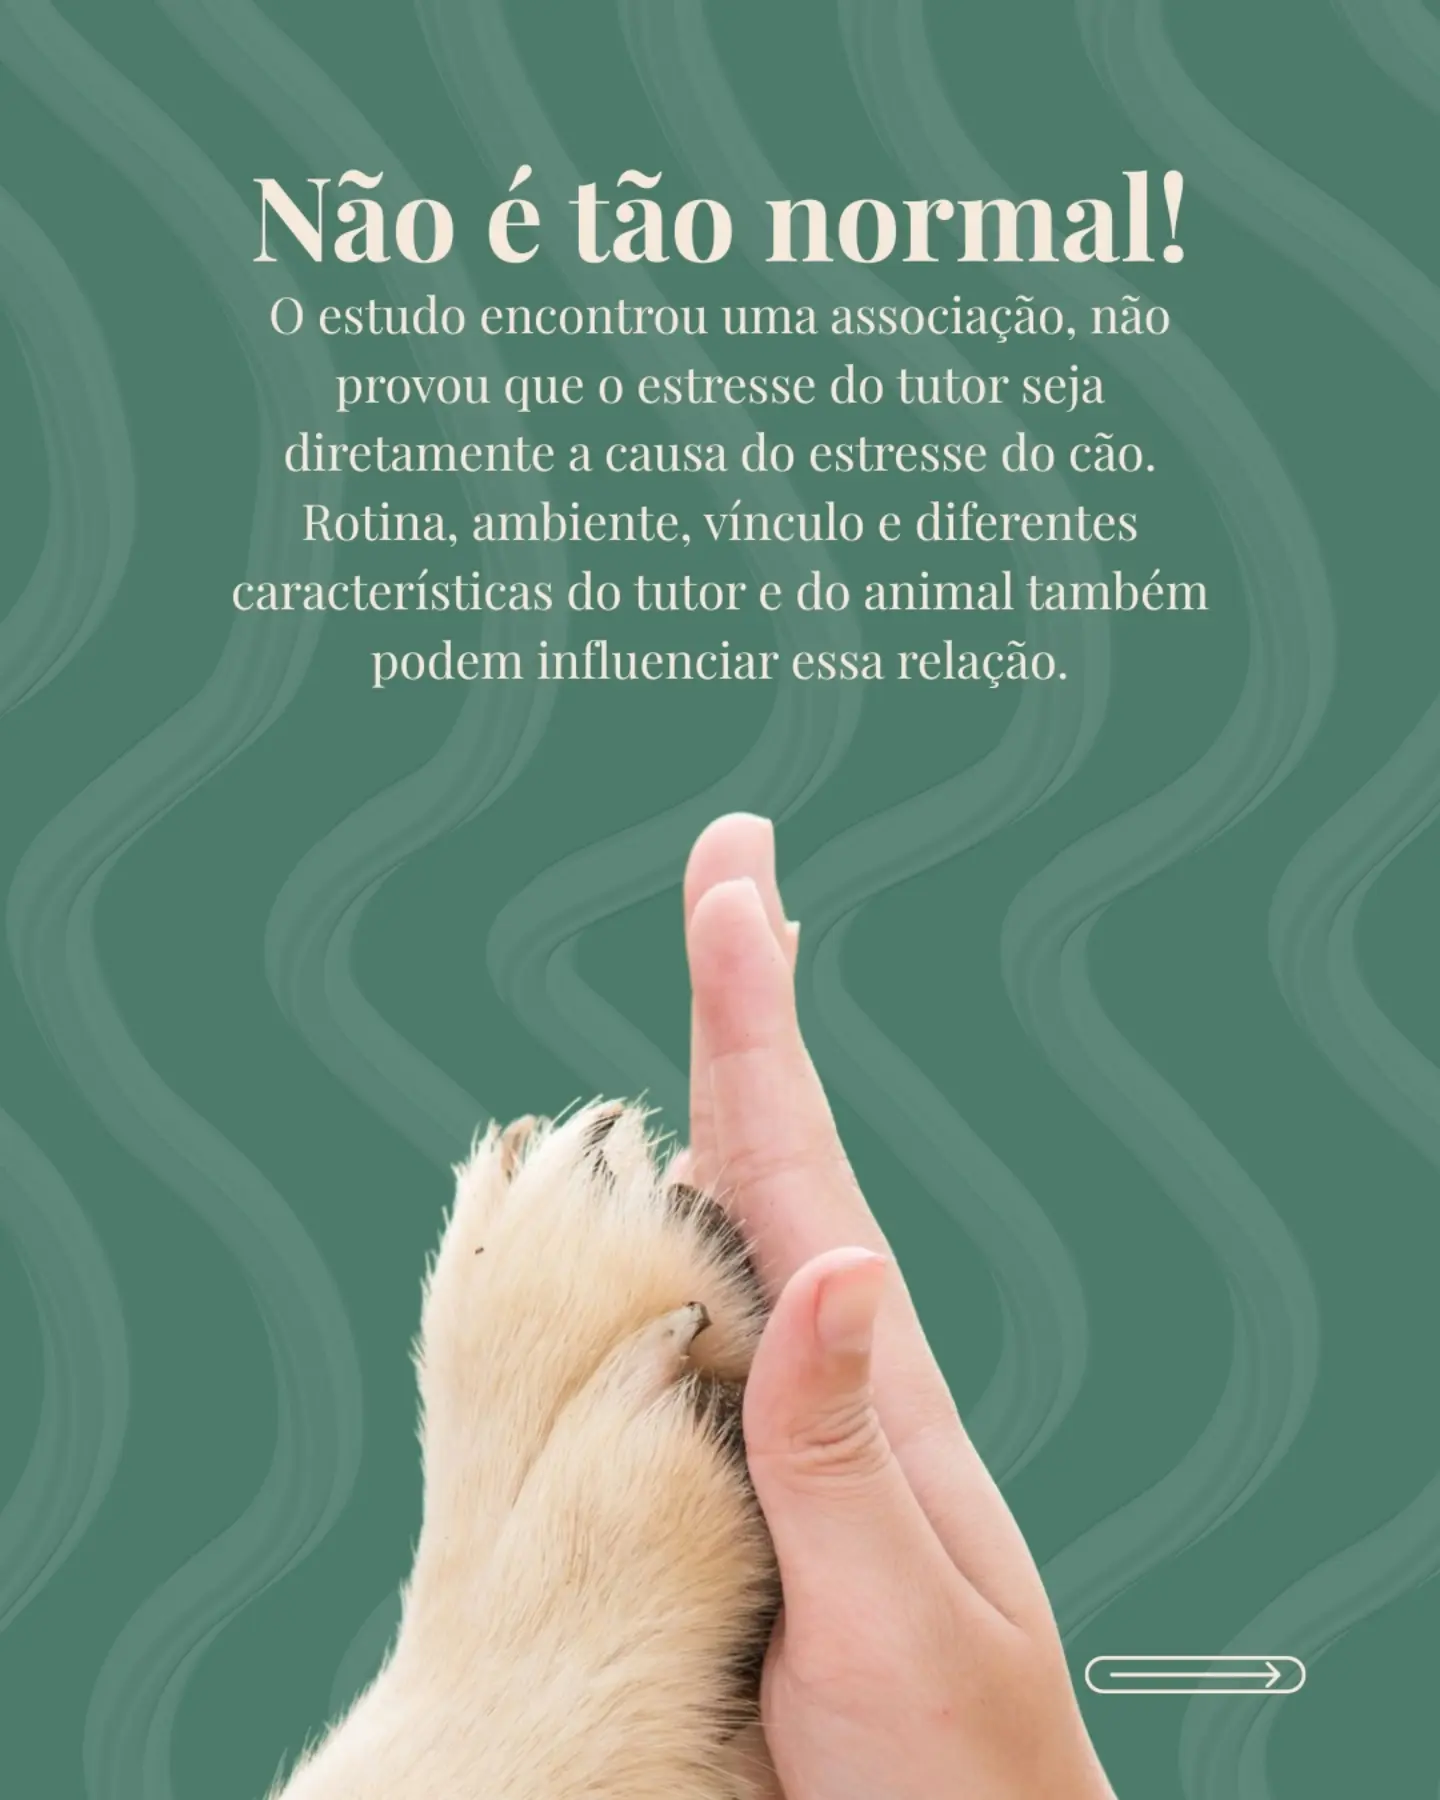 Não é tão normal!
O estudo encontrou uma associação, não
provou que o estresse do tutor seja
diretamente a causa do estresse do cão.
Rotina, ambiente, vínculo e diferentes
características do tutor e do animal também
podem influenciar essa relação.